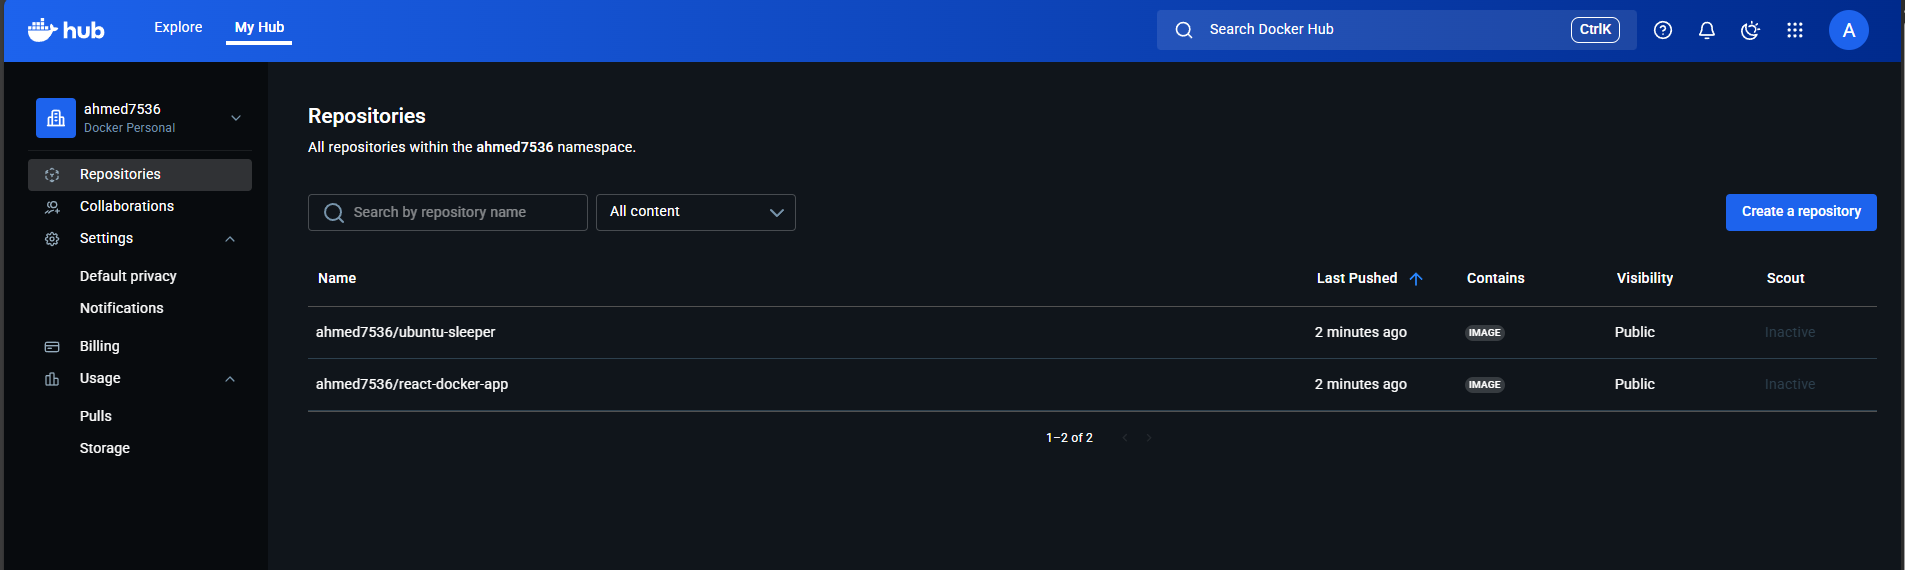 hub
Explore
My Hub
Search Docker Hub
CtrlK
A
ahmed7536
Docker Personal
Repositories
Collaborations
Settings
Default privacy
Notifications
Billing
Usage
Pulls
Storage
Repositories
All repositories within the ahmed7536 namespace.
Search by repository name
All content
Create a repository
Name Last Pushed Contains Visibility Scout
ahmed7536/ubuntu-sleeper 2 minutes ago IMAGE Public Inactive
ahmed7536/react-docker-app 2 minutes ago IMAGE Public Inactive
1–2 of 2